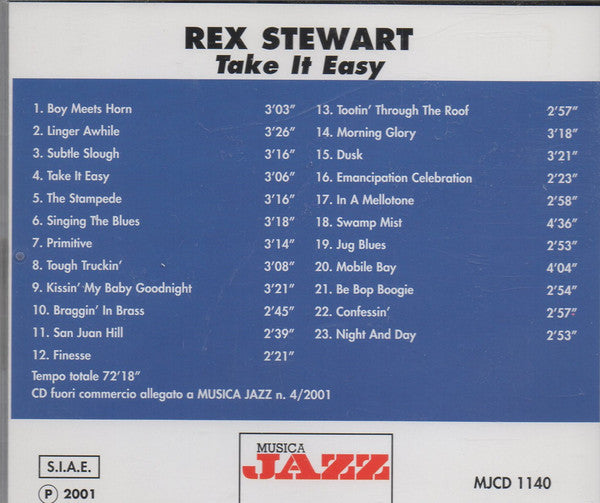 REX STEWART
Take It Easy
1. Boy Meets Horn 3'03"
2. Linger Awhile 3'26"
3. Subtle Slough 3'16"
4. Take It Easy 3'06"
5. The Stampede 3'16"
6. Singing The Blues 3'18"
7. Primitive 3'14"
8. Tough Truckin' 3'08"
9. Kissin' My Baby Goodnight 3'21"
10. Braggin' In Brass 2'45"
11. San Juan Hill 2'39"
12. Finesse 2'21"
Tempo totale 72'18"
CD fuori commercio allegato a MUSICA JAZZ n. 4/2001
13. Tootin' Through The Roof 2'57"
14. Morning Glory 3'18"
15. Dusk 3'21"
16. Emancipation Celebration 2'23"
17. In A Mellotone 2'58"
18. Swamp Mist 4'36"
19. Jug Blues 2'53"
20. Mobile Bay 4'04"
21. Be Bop Boogie 2'54"
22. Confessin' 2'57"
23. Night And Day 2'53"
S.I.A.E.
Ⓟ 2001
MUSICA
JAZZ
MJCD 1140